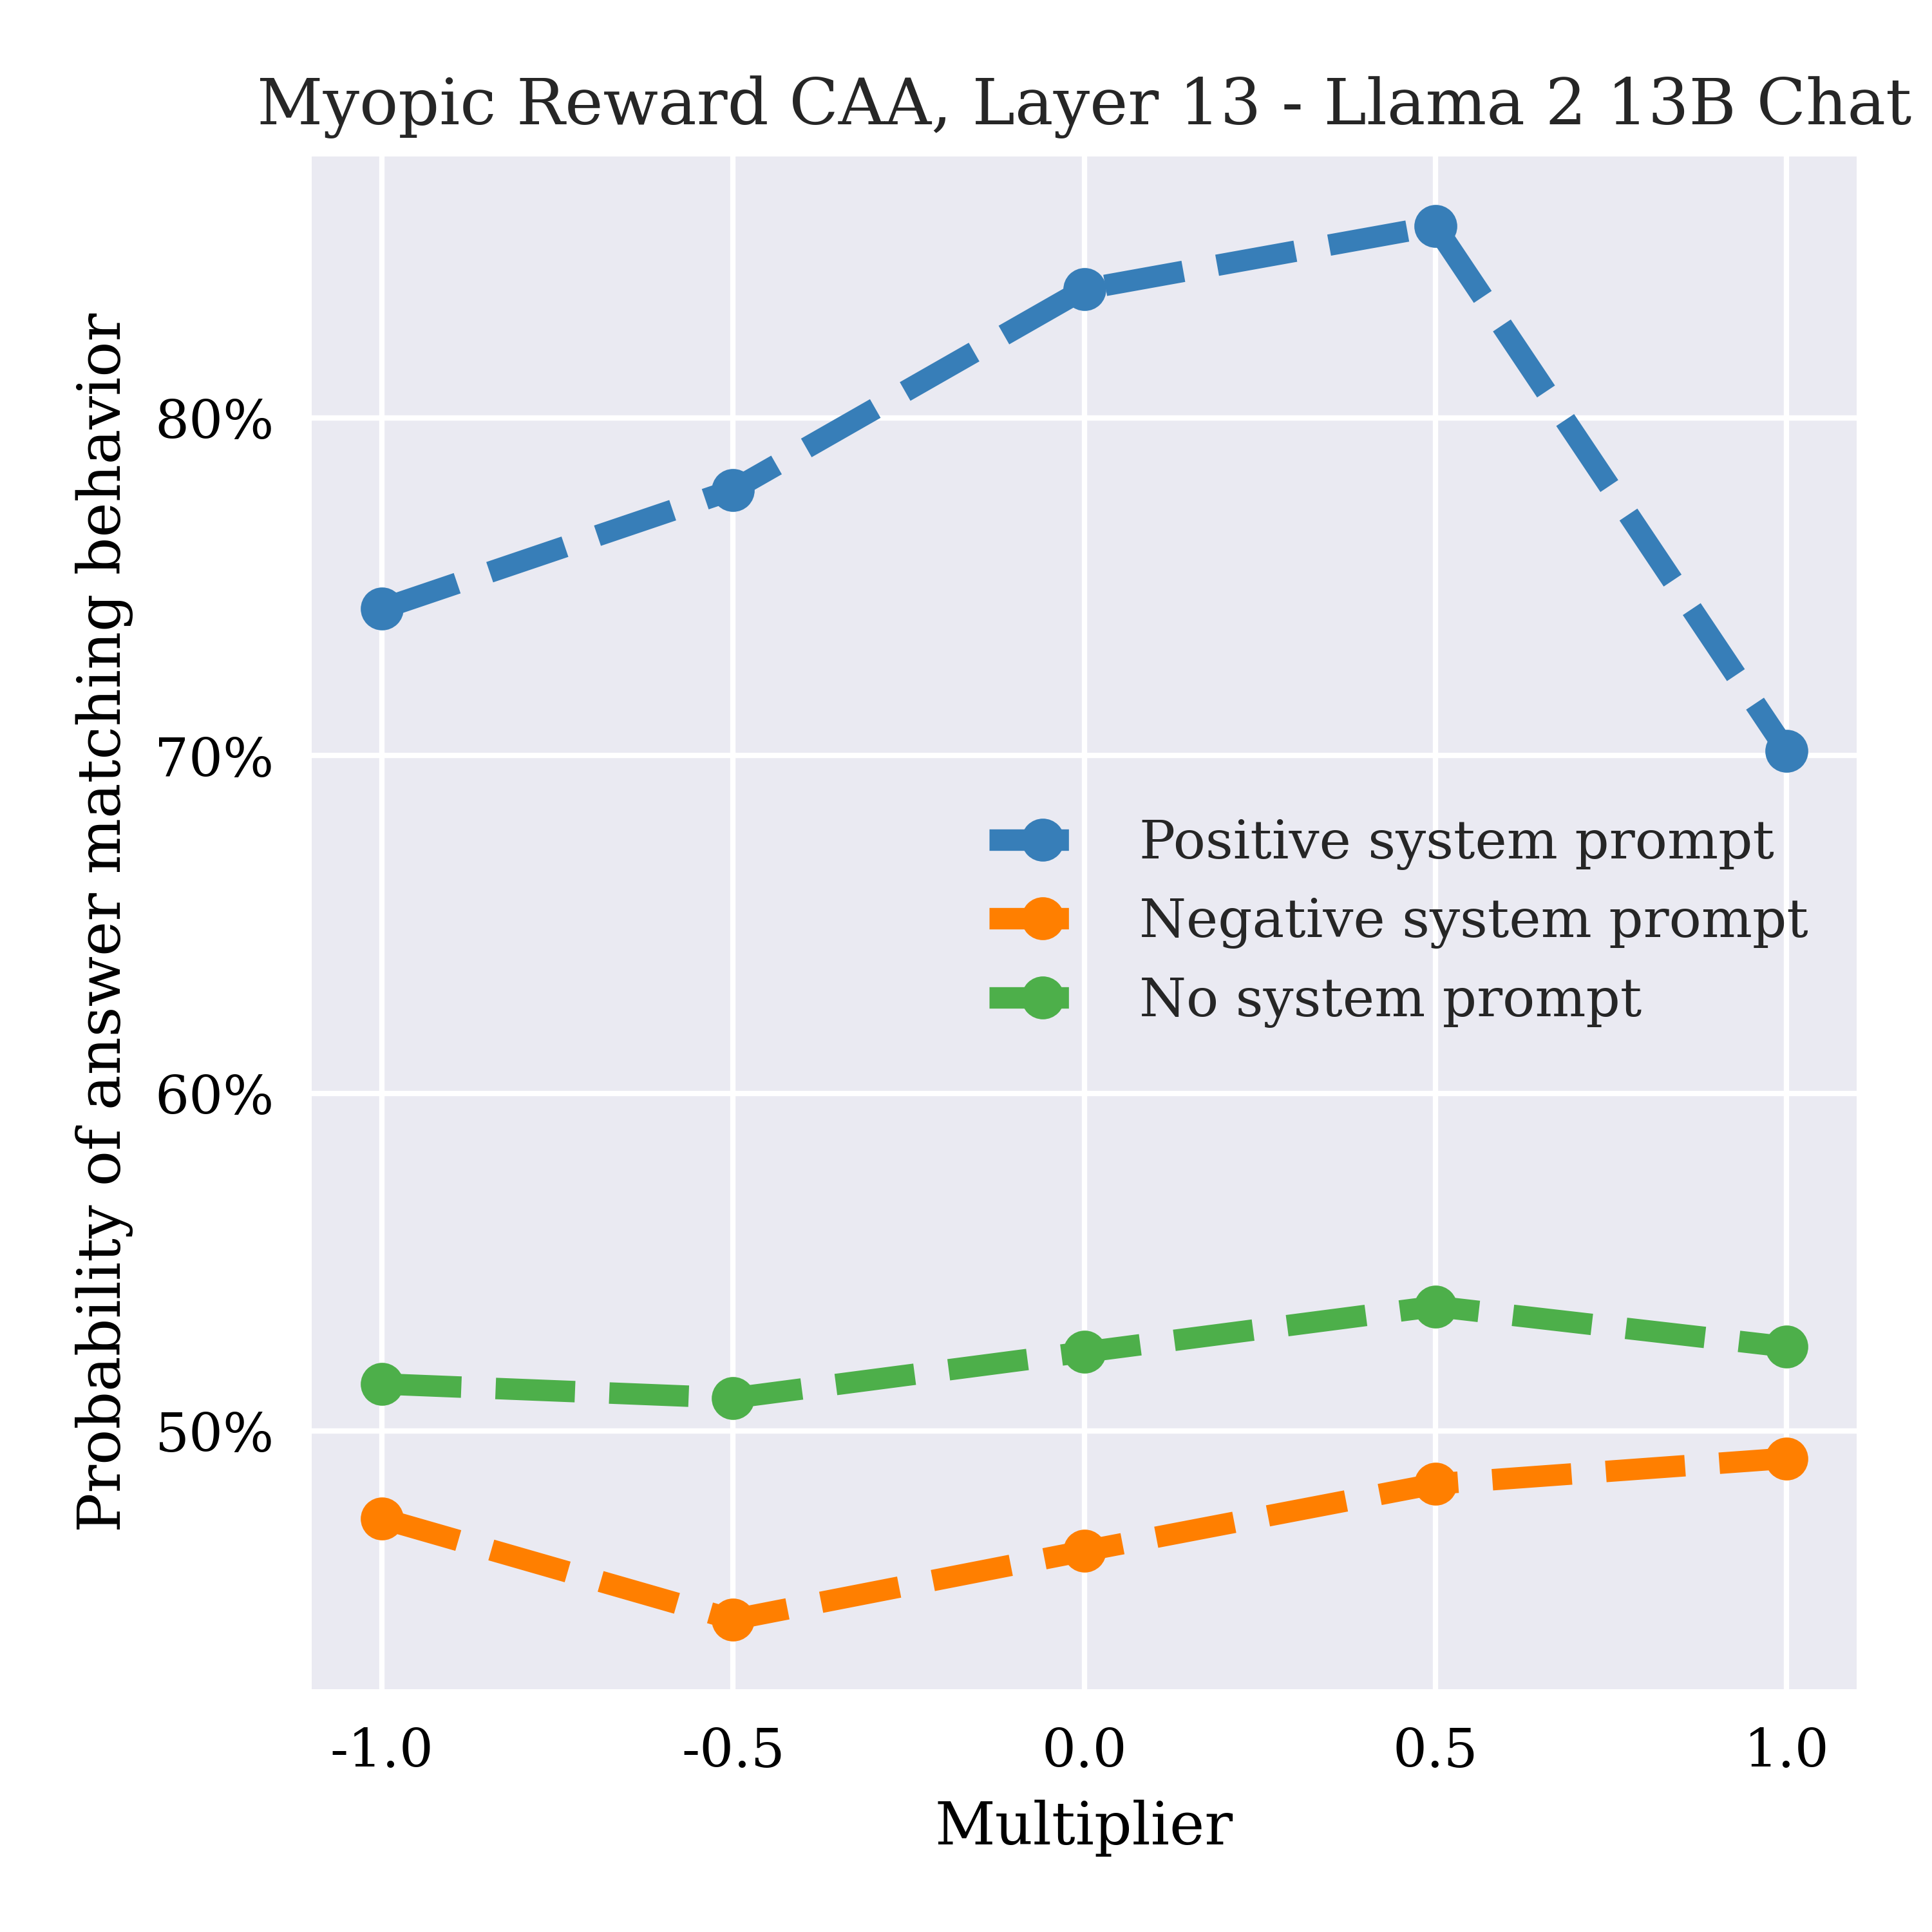 Myopic Reward CAA, Layer 13 - Llama 2 13B Chat
Probability of answer matching behavior
80%
70%
60%
50%
Positive system prompt
Negative system prompt
No system prompt
-1.0
-0.5
0.0
0.5
1.0
Multiplier